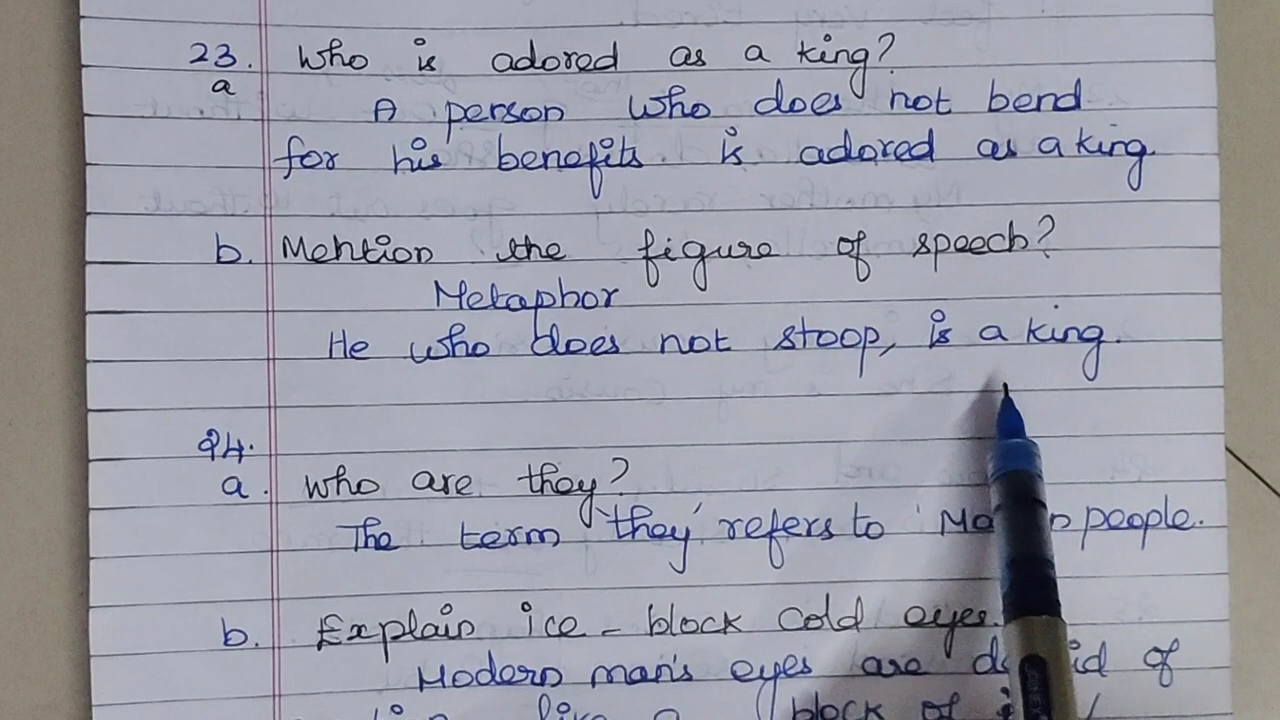 23. Who is adored as a king?
a
A person who does not bend
for his benefits. is adored as a king.
b. Mention the figure of speech?
Metaphor
He who does not stoop, is a king.
24.
a. Who are they?
The term 'they' refers to people.
b. Explain ice-block cold eyes.
Modern man's eyes are of
block of